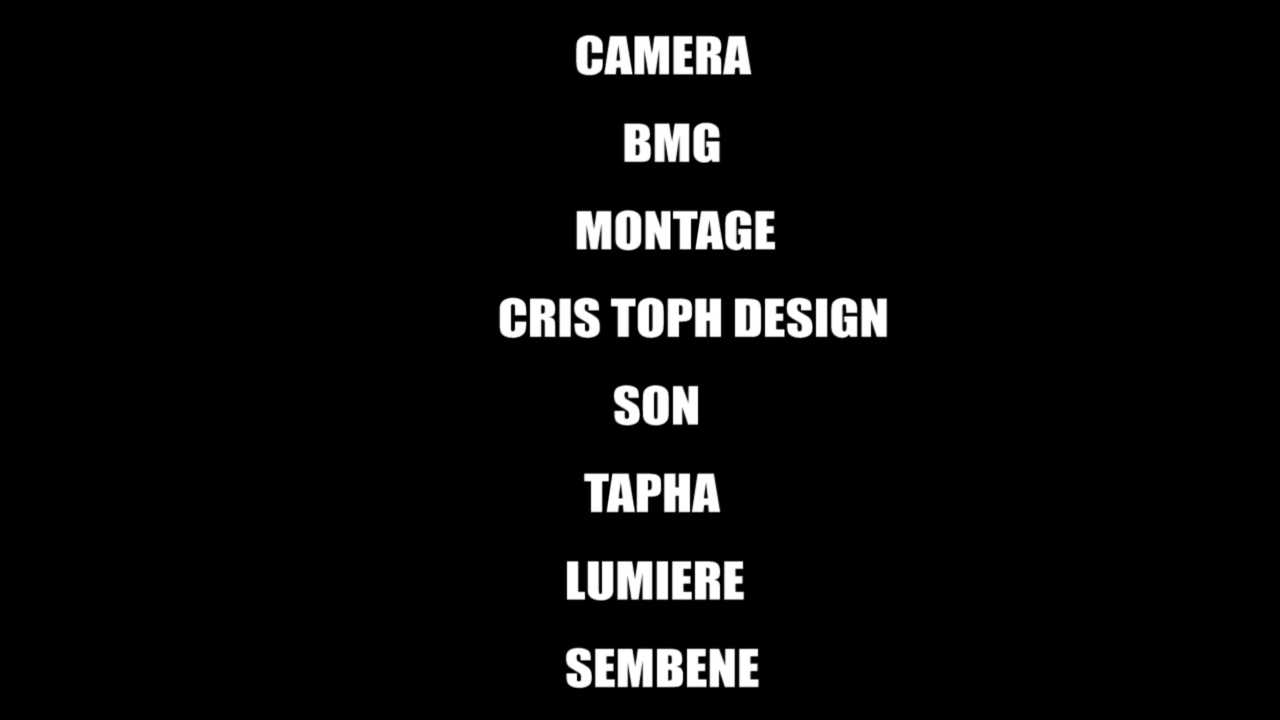 CAMERA
BMG
MONTAGE
CRIS TOPH DESIGN
SON
TAPHA
LUMIERE
SEMBENE